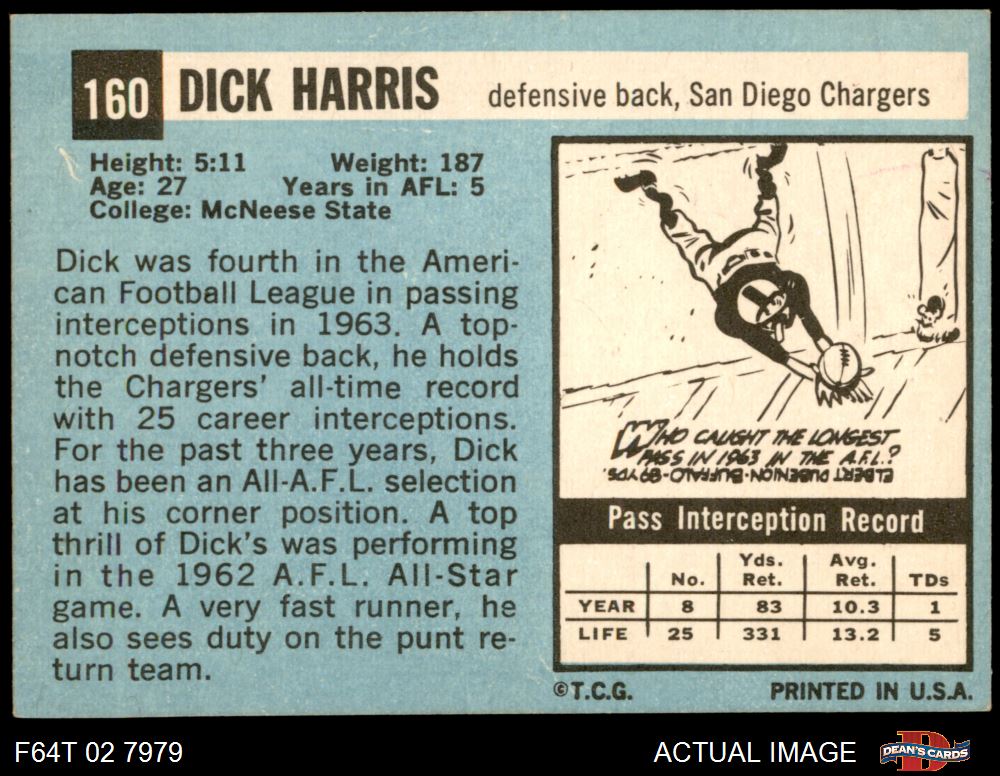 160 DICK HARRIS defensive back, San Diego Chargers
Height: 5:11 Weight: 187
Age: 27 Years in AFL: 5
College: McNeese State
Dick was fourth in the Ameri-
can Football League in passing
interceptions in 1963. A top-
notch defensive back, he holds
the Chargers' all-time record
with 25 career interceptions.
For the past three years, Dick
has been an All-A.F.L. selection
at his corner position. A top
thrill of Dick's was performing
in the 1962 A.F.L. All-Star
game. A very fast runner, he
also sees duty on the punt re-
turn team.
WHO CAUGHT THE LONGEST
PASS IN 1963 IN THE A.F.L.?
ELBERT DUBENION-BUFFALO-89 YDS.
Pass Interception Record
No. Yds. Ret. Avg. Ret. TDs
YEAR 8 83 10.3 1
LIFE 25 331 13.2 5
©T.C.G. PRINTED IN U.S.A.
F64T 02 7979 ACTUAL IMAGE DEAN'S CARDS